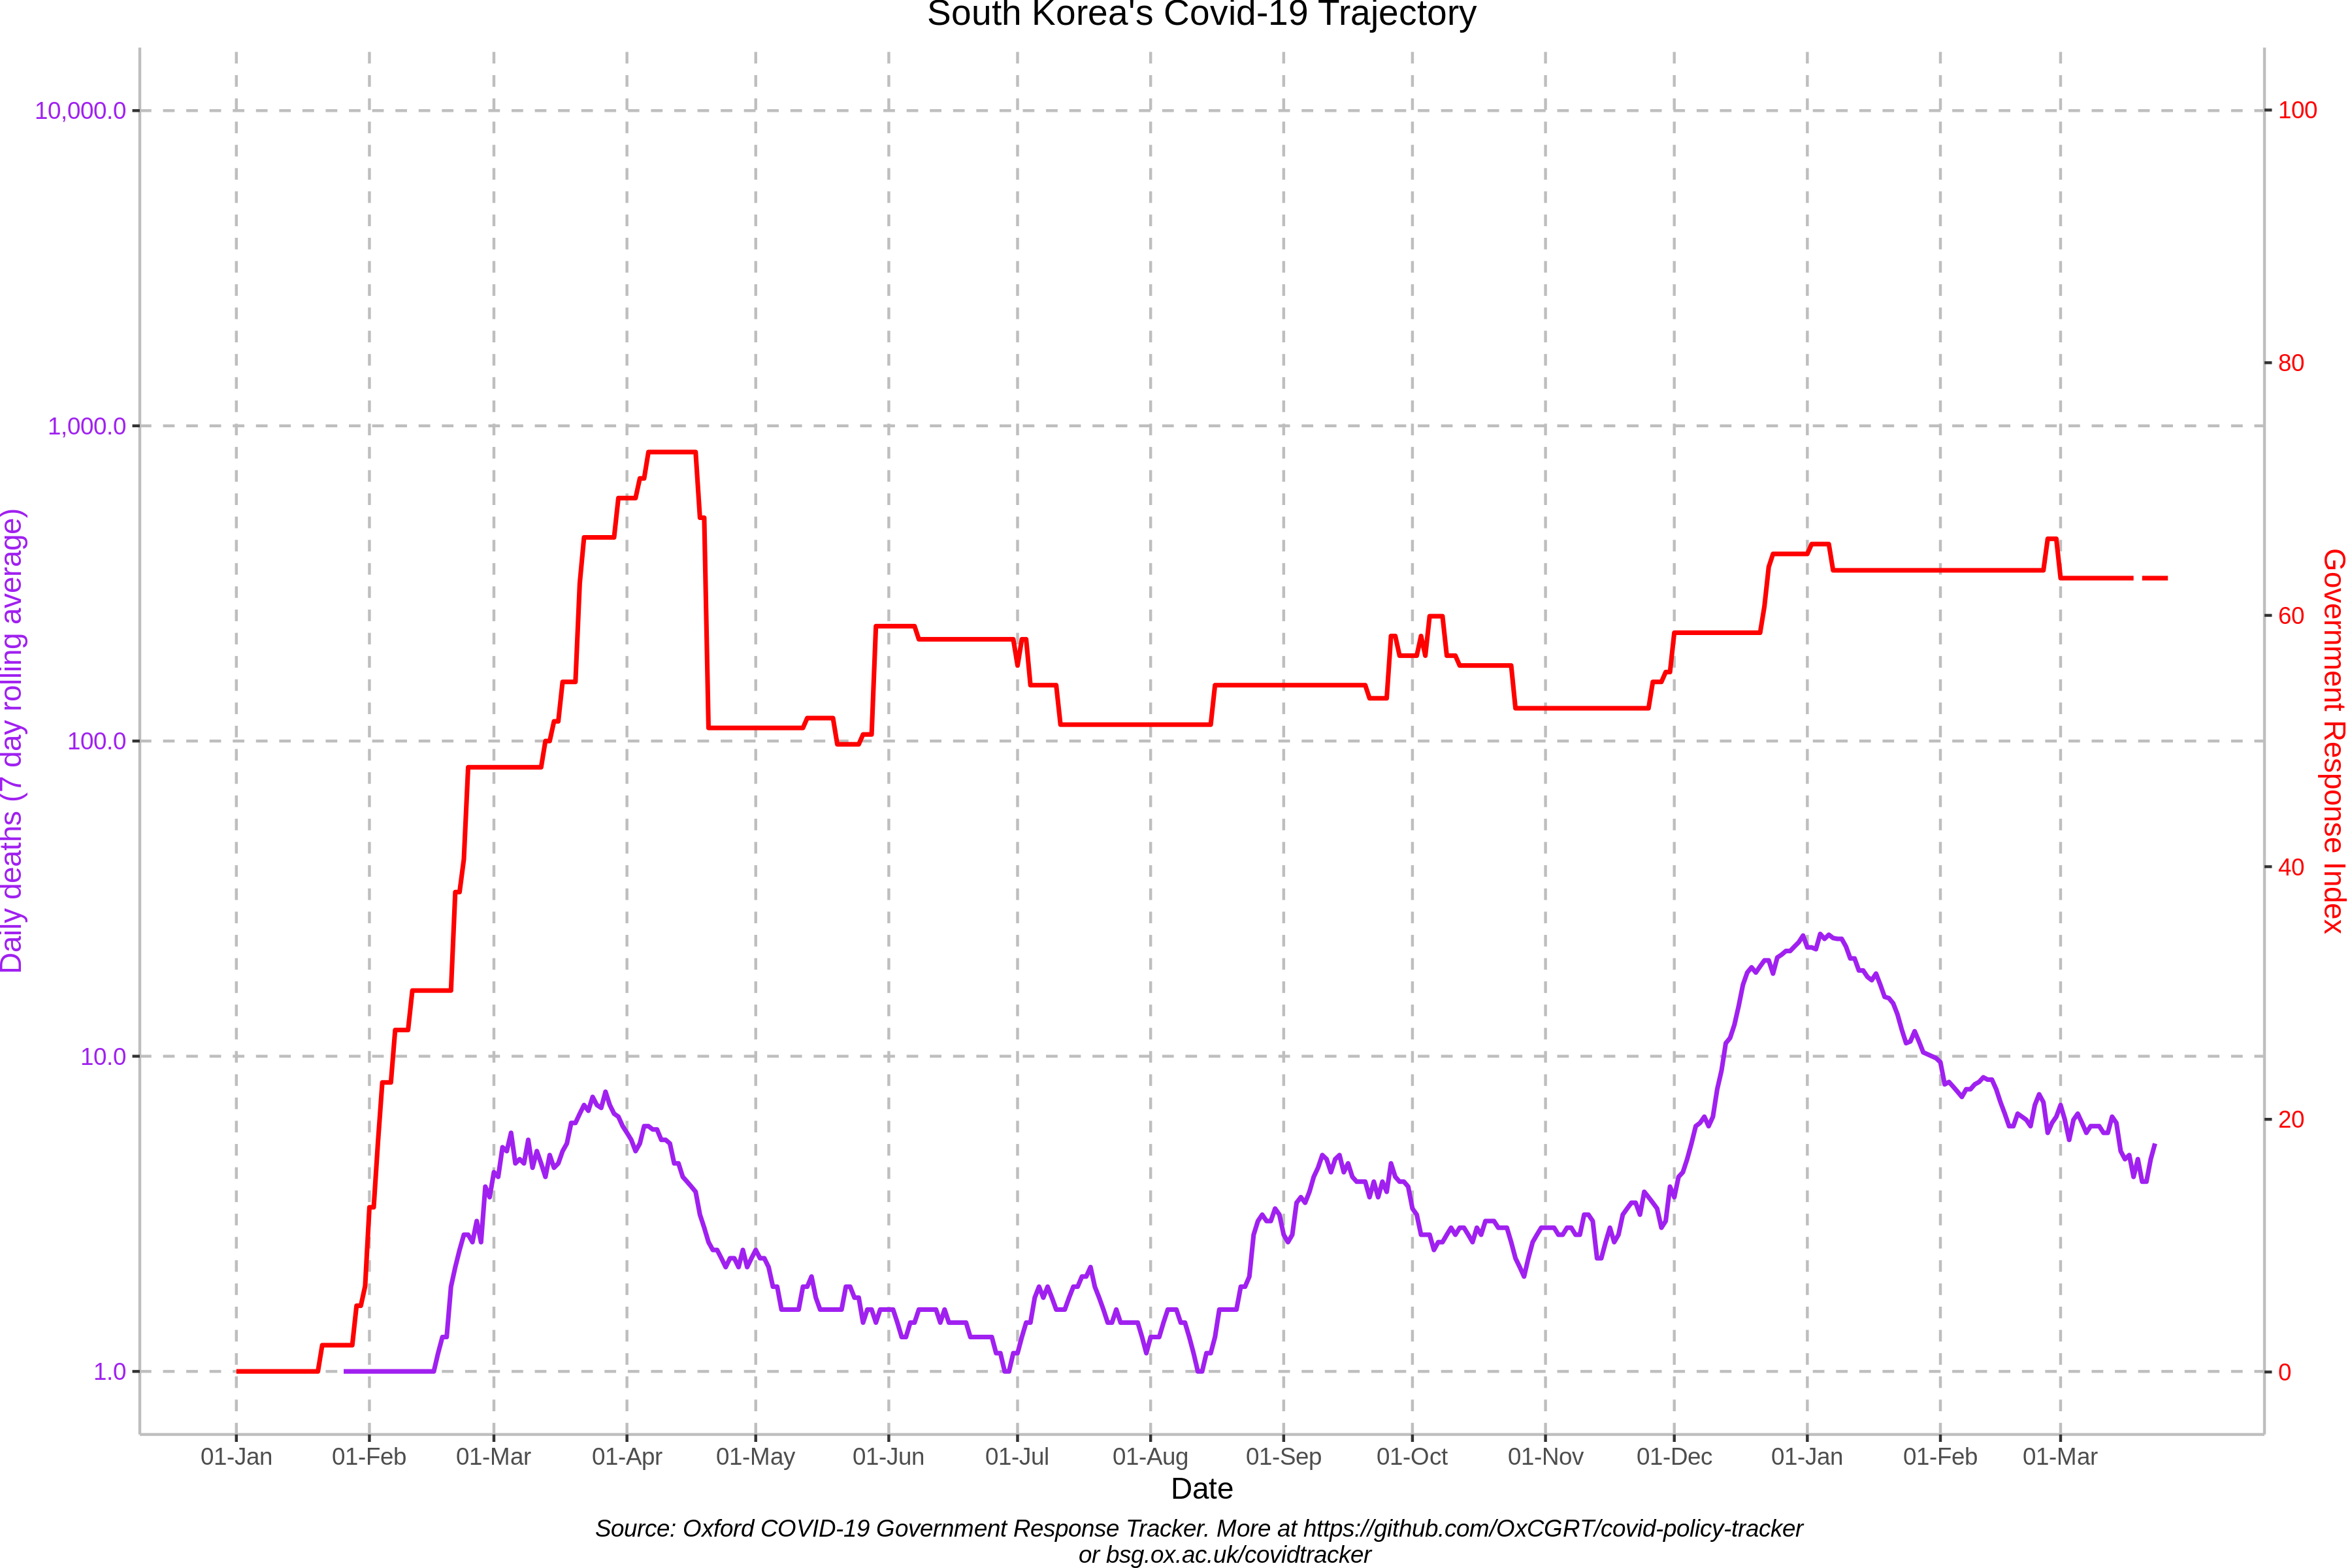 South Korea's Covid-19 Trajectory
Daily deaths (7 day rolling average)
10,000.0
1,000.0
100.0
10.0
1.0
100
80
60
40
20
0
Government Response Index
01-Jan 01-Feb 01-Mar 01-Apr 01-May 01-Jun 01-Jul 01-Aug 01-Sep 01-Oct 01-Nov 01-Dec 01-Jan 01-Feb 01-Mar
Date
Source: Oxford COVID-19 Government Response Tracker. More at https://github.com/OxCGRT/covid-policy-tracker
or bsg.ox.ac.uk/covidtracker